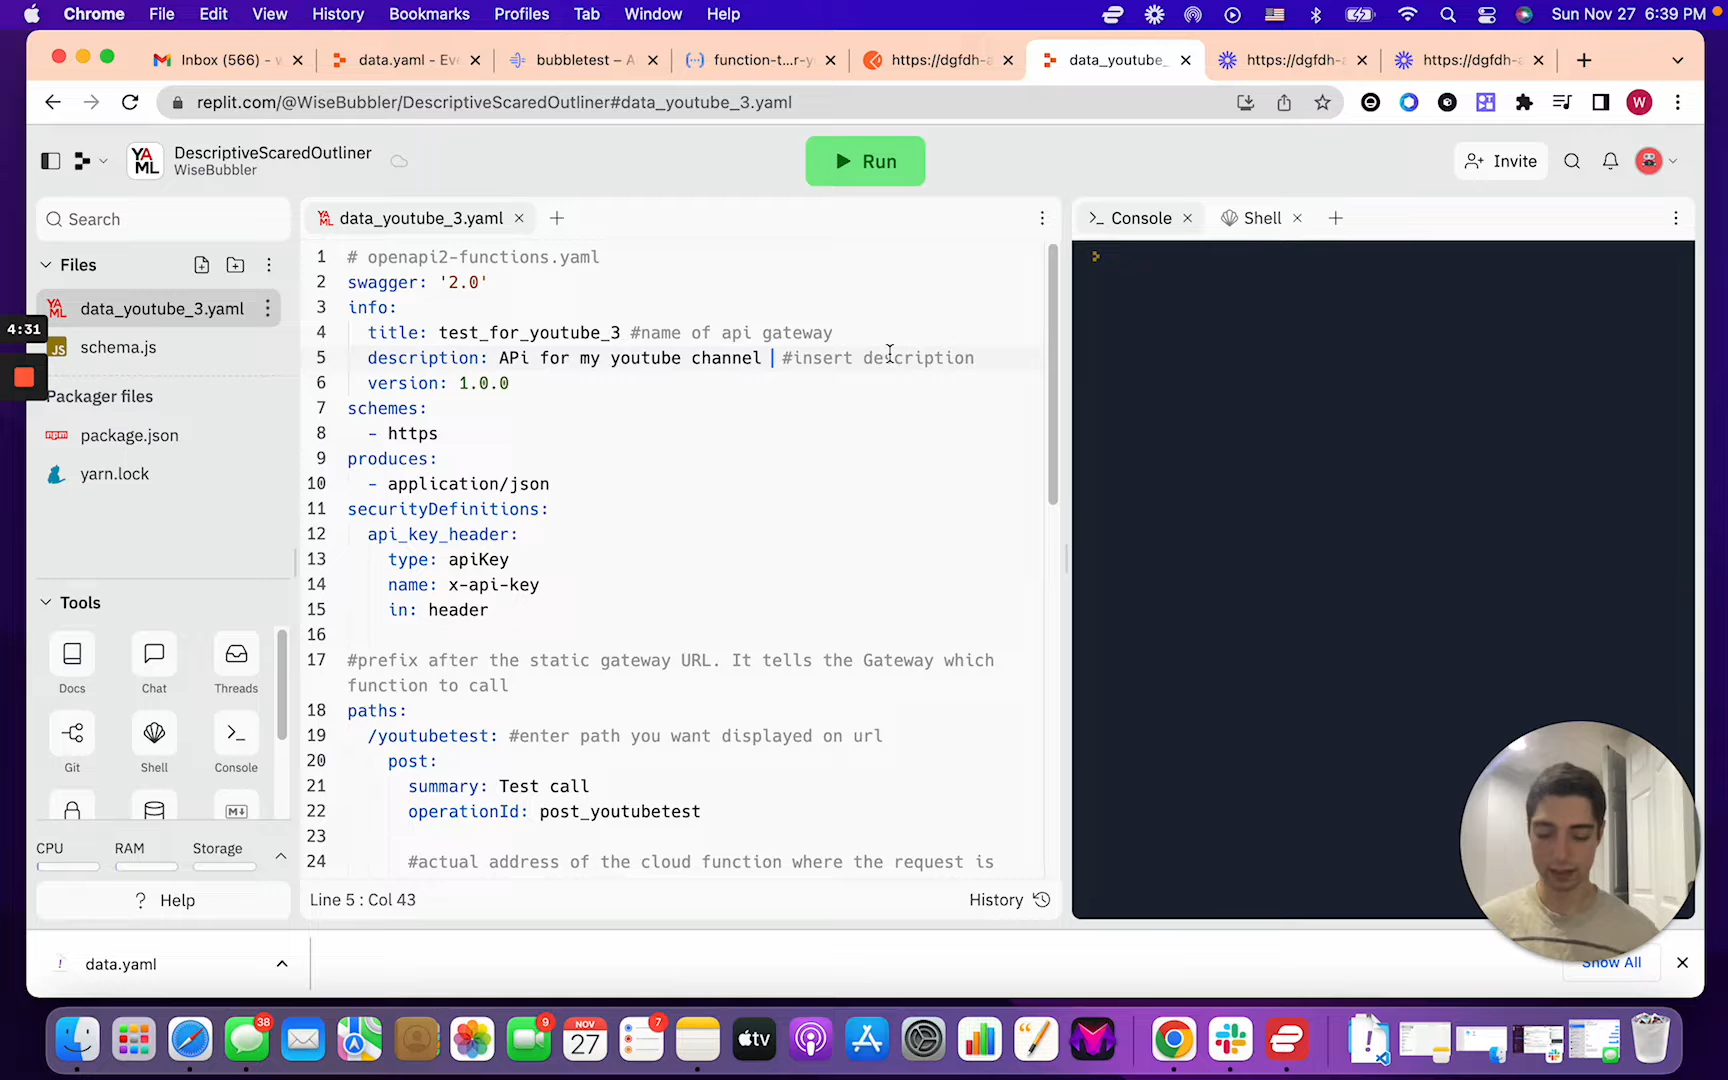 Chrome File Edit View History Bookmarks Profiles Tab Window Help Sun Nov 27 6:39 PM
Inbox (566) - data.yaml - Eve bubbletest - A function-t...r-y https://dgfdh-a data_youtube_ https://dgfdh-a https://dgfdh-a
replit.com/@WiseBubbler/DescriptiveScaredOutliner#data_youtube_3.yaml W
YAML
DescriptiveScaredOutliner
WiseBubbler
Run
Invite
Search
Files
data_youtube_3.yaml
4:31
JS schema.js
Packager files
npm package.json
yarn.lock
Tools
Docs Chat Threads
Git Shell Console
CPU RAM Storage
? Help
data_youtube_3.yaml
1 # openapi2-functions.yaml
2 swagger: '2.0'
3 info:
4 title: test_for_youtube_3 #name of api gateway
5 description: APi for my youtube channel #insert description
6 version: 1.0.0
7 schemes:
8 - https
9 produces:
10 - application/json
11 securityDefinitions:
12 api_key_header:
13 type: apiKey
14 name: x-api-key
15 in: header
16
17 #prefix after the static gateway URL. It tells the Gateway which
function to call
18 paths:
19 /youtubetest: #enter path you want displayed on url
20 post:
21 summary: Test call
22 operationId: post_youtubetest
23
24 #actual address of the cloud function where the request is
Line 5 : Col 43
History
Console Shell
data.yaml
Show All
38 9 NOV 27 7 tv